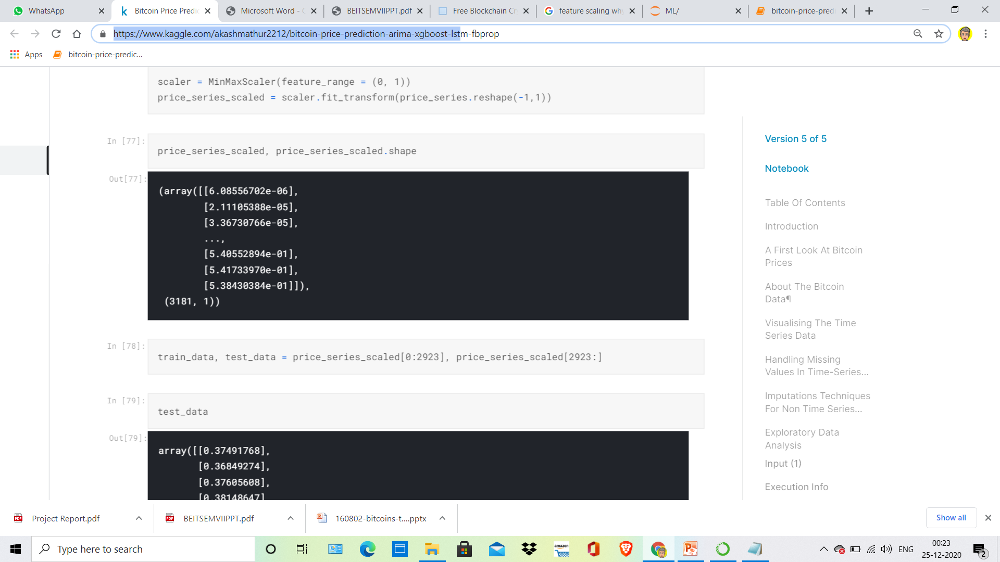 WhatsApp
Bitcoin Price Predic
Microsoft Word - C
BEITSEMVIIPPT.pdf
Free Blockchain Cr
feature scaling why
ML/
bitcoin-price-predi
https://www.kaggle.com/akashmathur2212/bitcoin-price-prediction-arima-xgboost-lstm-fbprop
Apps
bitcoin-price-predic...
scaler = MinMaxScaler(feature_range = (0, 1))
price_series_scaled = scaler.fit_transform(price_series.reshape(-1,1))
In [77]:
price_series_scaled, price_series_scaled.shape
Out[77]:
(array([[6.08556702e-06],
[2.11105388e-05],
[3.36730766e-05],
...,
[5.40552894e-01],
[5.41733970e-01],
[5.38430384e-01]]),
(3181, 1))
In [78]:
train_data, test_data = price_series_scaled[0:2923], price_series_scaled[2923:]
In [79]:
test_data
Out[79]:
array([[0.37491768],
[0.36849274],
[0.37605608],
[0.38148647]
Version 5 of 5
Notebook
Table Of Contents
Introduction
A First Look At Bitcoin
Prices
About The Bitcoin
Data¶
Visualising The Time
Series Data
Handling Missing
Values In Time-Series...
Imputations Techniques
For Non Time Series...
Exploratory Data
Analysis
Input (1)
Execution Info
Project Report.pdf
BEITSEMVIIPPT.pdf
160802-bitcoins-t....pptx
Show all
Type here to search
amazon
ENG
00:23
25-12-2020
2